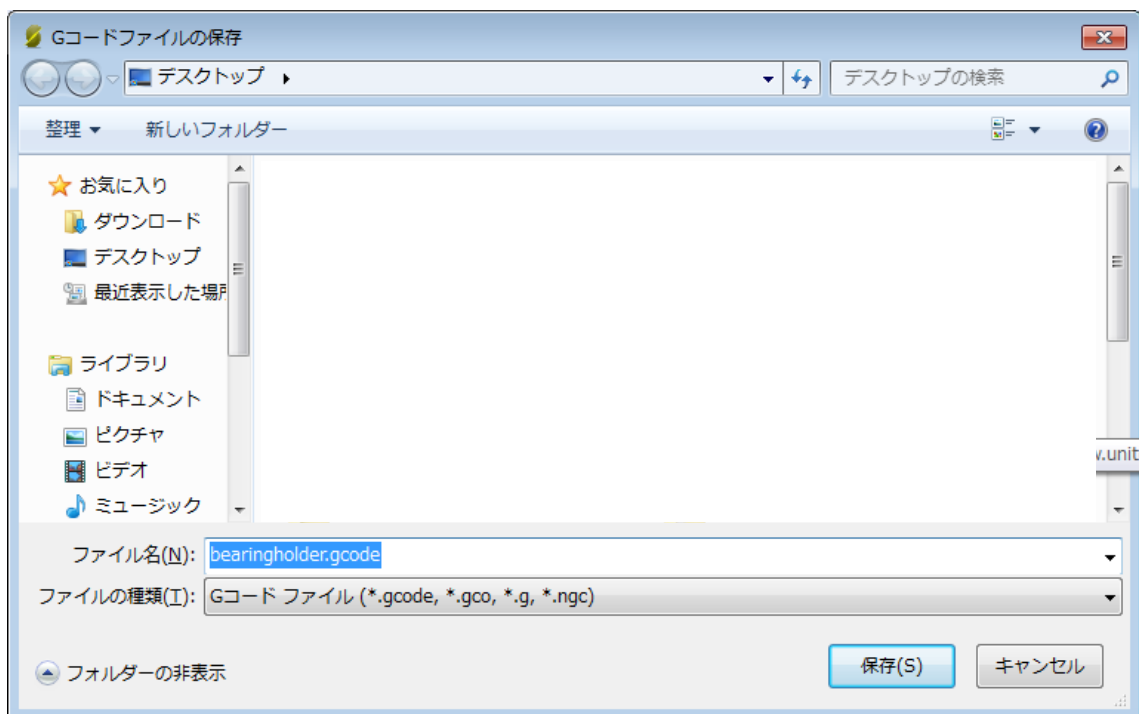 Gコードファイルの保存
デスクトップ
デスクトップの検索
整理
新しいフォルダー
お気に入り
ダウンロード
デスクトップ
最近表示した場所
ライブラリ
ドキュメント
ピクチャ
ビデオ
ミュージック
w.unit
ファイル名(N): bearingholder.gcode
ファイルの種類(T): Gコード ファイル (*.gcode, *.gco, *.g, *.ngc)
フォルダーの非表示
保存(S)
キャンセル